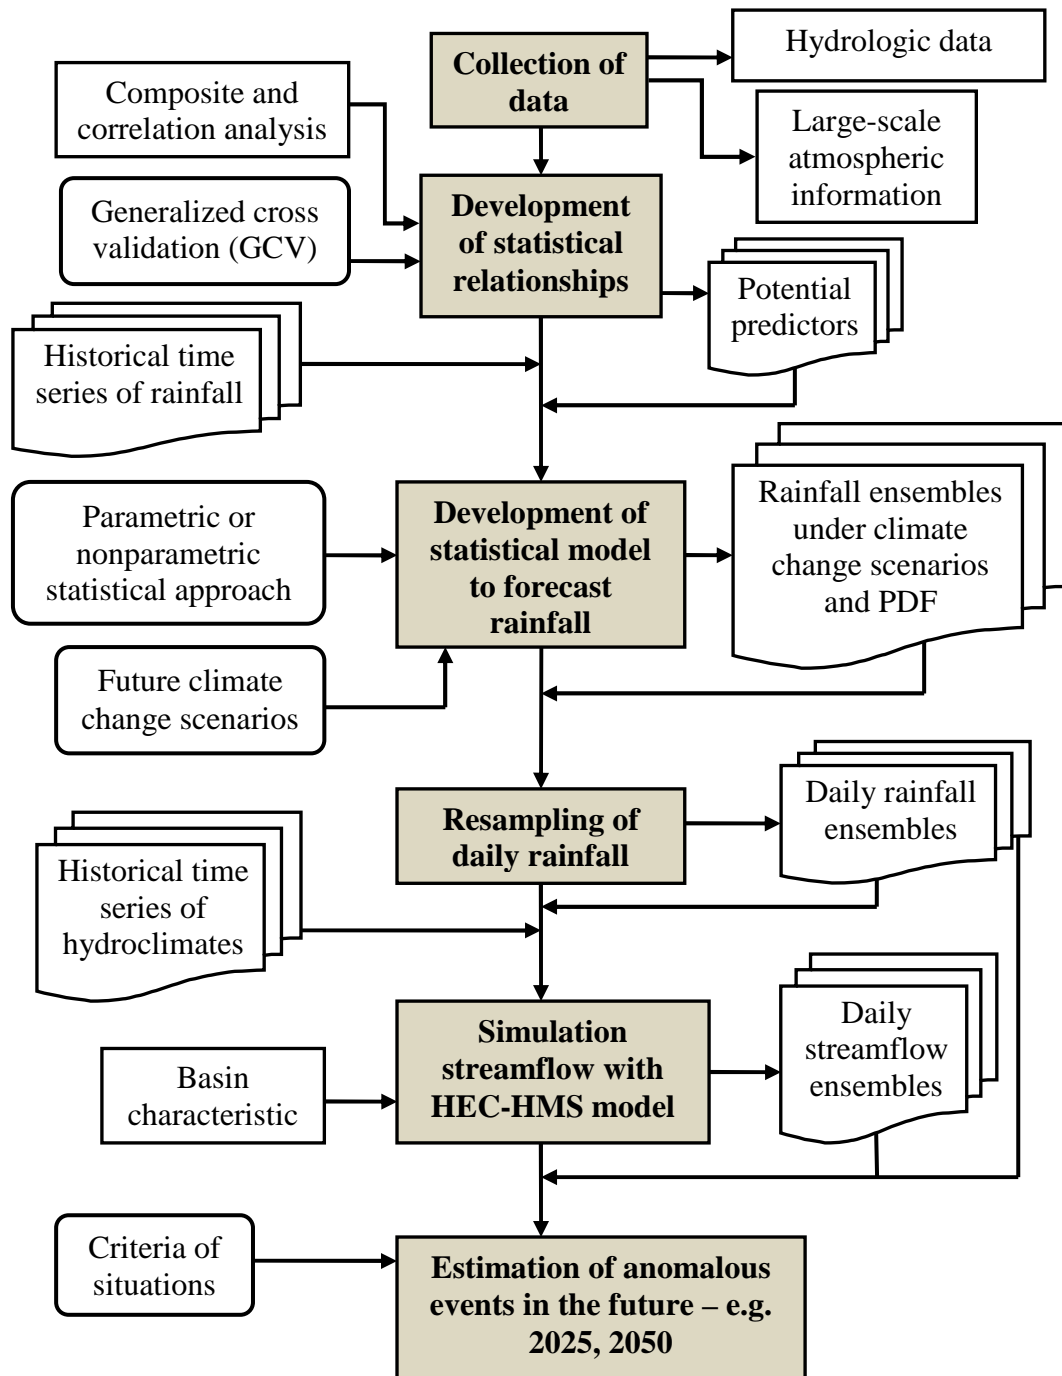 Collection of
data
Hydrologic data
Composite and
correlation analysis
Large-scale
atmospheric
information
Generalized cross
validation (GCV)
Development
of statistical
relationships
Potential
predictors
Historical time
series of rainfall
Parametric or
nonparametric
statistical approach
Development of
statistical model
to forecast
rainfall
Rainfall ensembles
under climate
change scenarios
and PDF
Future climate
change scenarios
Resampling of
daily rainfall
Daily rainfall
ensembles
Historical time
series of
hydroclimates
Simulation
streamflow with
HEC-HMS model
Daily
streamflow
ensembles
Basin
characteristic
Criteria of
situations
Estimation of anomalous
events in the future – e.g.
2025, 2050